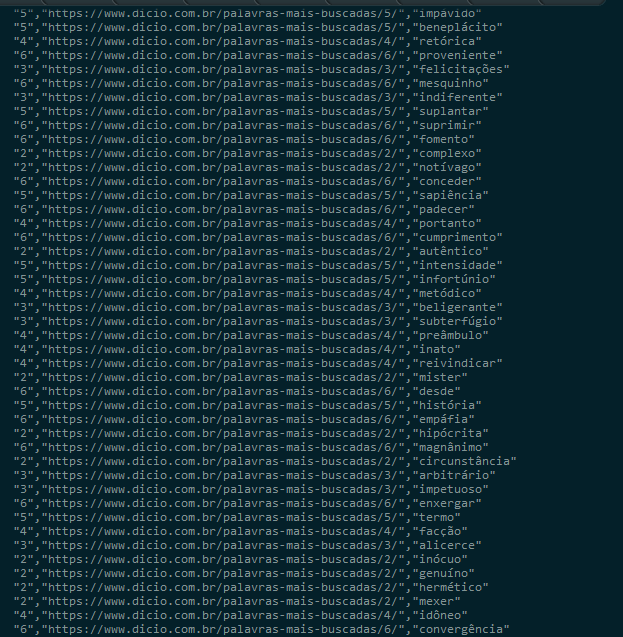 "5","https://www.dicio.com.br/palavras-mais-buscadas/5/","impávido"
"5","https://www.dicio.com.br/palavras-mais-buscadas/5/","beneplácito"
"4","https://www.dicio.com.br/palavras-mais-buscadas/4/","retórica"
"6","https://www.dicio.com.br/palavras-mais-buscadas/6/","proveniente"
"3","https://www.dicio.com.br/palavras-mais-buscadas/3/","felicitações"
"6","https://www.dicio.com.br/palavras-mais-buscadas/6/","mesquinho"
"3","https://www.dicio.com.br/palavras-mais-buscadas/3/","indiferente"
"5","https://www.dicio.com.br/palavras-mais-buscadas/5/","suplantar"
"6","https://www.dicio.com.br/palavras-mais-buscadas/6/","suprimir"
"6","https://www.dicio.com.br/palavras-mais-buscadas/6/","fomento"
"2","https://www.dicio.com.br/palavras-mais-buscadas/2/","complexo"
"2","https://www.dicio.com.br/palavras-mais-buscadas/2/","notívago"
"6","https://www.dicio.com.br/palavras-mais-buscadas/6/","conceder"
"5","https://www.dicio.com.br/palavras-mais-buscadas/5/","sapiência"
"6","https://www.dicio.com.br/palavras-mais-buscadas/6/","padecer"
"4","https://www.dicio.com.br/palavras-mais-buscadas/4/","portanto"
"6","https://www.dicio.com.br/palavras-mais-buscadas/6/","cumprimento"
"2","https://www.dicio.com.br/palavras-mais-buscadas/2/","autêntico"
"5","https://www.dicio.com.br/palavras-mais-buscadas/5/","intensidade"
"5","https://www.dicio.com.br/palavras-mais-buscadas/5/","infortúnio"
"4","https://www.dicio.com.br/palavras-mais-buscadas/4/","metódico"
"3","https://www.dicio.com.br/palavras-mais-buscadas/3/","beligerante"
"3","https://www.dicio.com.br/palavras-mais-buscadas/3/","subterfúgio"
"4","https://www.dicio.com.br/palavras-mais-buscadas/4/","preâmbulo"
"4","https://www.dicio.com.br/palavras-mais-buscadas/4/","inato"
"4","https://www.dicio.com.br/palavras-mais-buscadas/4/","reivindicar"
"2","https://www.dicio.com.br/palavras-mais-buscadas/2/","mister"
"6","https://www.dicio.com.br/palavras-mais-buscadas/6/","desde"
"5","https://www.dicio.com.br/palavras-mais-buscadas/5/","história"
"6","https://www.dicio.com.br/palavras-mais-buscadas/6/","empáfia"
"2","https://www.dicio.com.br/palavras-mais-buscadas/2/","hipócrita"
"6","https://www.dicio.com.br/palavras-mais-buscadas/6/","magnânimo"
"2","https://www.dicio.com.br/palavras-mais-buscadas/2/","circunstância"
"3","https://www.dicio.com.br/palavras-mais-buscadas/3/","arbitrário"
"3","https://www.dicio.com.br/palavras-mais-buscadas/3/","impetuoso"
"6","https://www.dicio.com.br/palavras-mais-buscadas/6/","enxergar"
"5","https://www.dicio.com.br/palavras-mais-buscadas/5/","termo"
"4","https://www.dicio.com.br/palavras-mais-buscadas/4/","facção"
"3","https://www.dicio.com.br/palavras-mais-buscadas/3/","alicerce"
"2","https://www.dicio.com.br/palavras-mais-buscadas/2/","inócuo"
"2","https://www.dicio.com.br/palavras-mais-buscadas/2/","genuíno"
"2","https://www.dicio.com.br/palavras-mais-buscadas/2/","hermético"
"2","https://www.dicio.com.br/palavras-mais-buscadas/2/","mexer"
"4","https://www.dicio.com.br/palavras-mais-buscadas/4/","idôneo"
"6","https://www.dicio.com.br/palavras-mais-buscadas/6/","convergência"